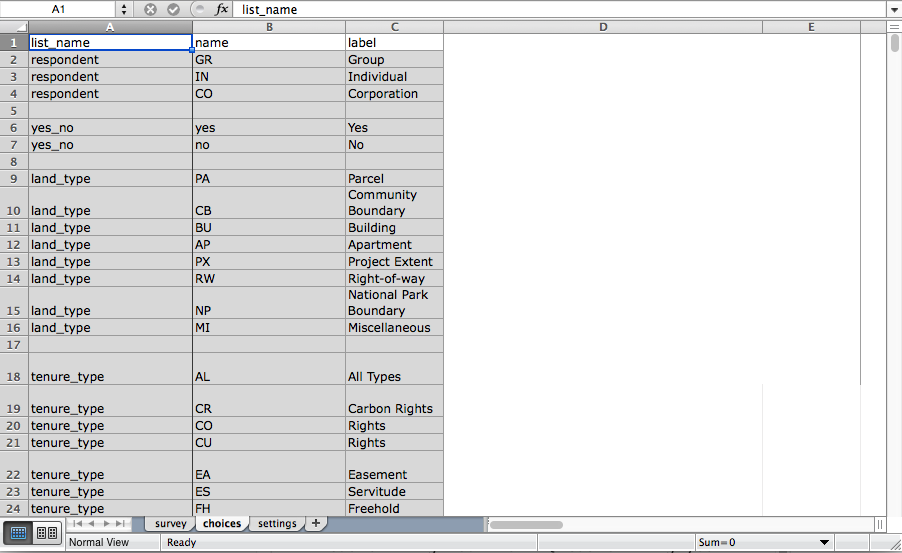 A1 fx list_name
A B C D E
1 list_name name label
2 respondent GR Group
3 respondent IN Individual
4 respondent CO Corporation
5
6 yes_no yes Yes
7 yes_no no No
8
9 land_type PA Parcel
Community
10 land_type CB Boundary
11 land_type BU Building
12 land_type AP Apartment
13 land_type PX Project Extent
14 land_type RW Right-of-way
National Park
15 land_type NP Boundary
16 land_type MI Miscellaneous
17
18 tenure_type AL All Types
19 tenure_type CR Carbon Rights
20 tenure_type CO Rights
21 tenure_type CU Rights
22 tenure_type EA Easement
23 tenure_type ES Servitude
24 tenure_type FH Freehold
survey choices settings +
Normal View Ready Sum=0